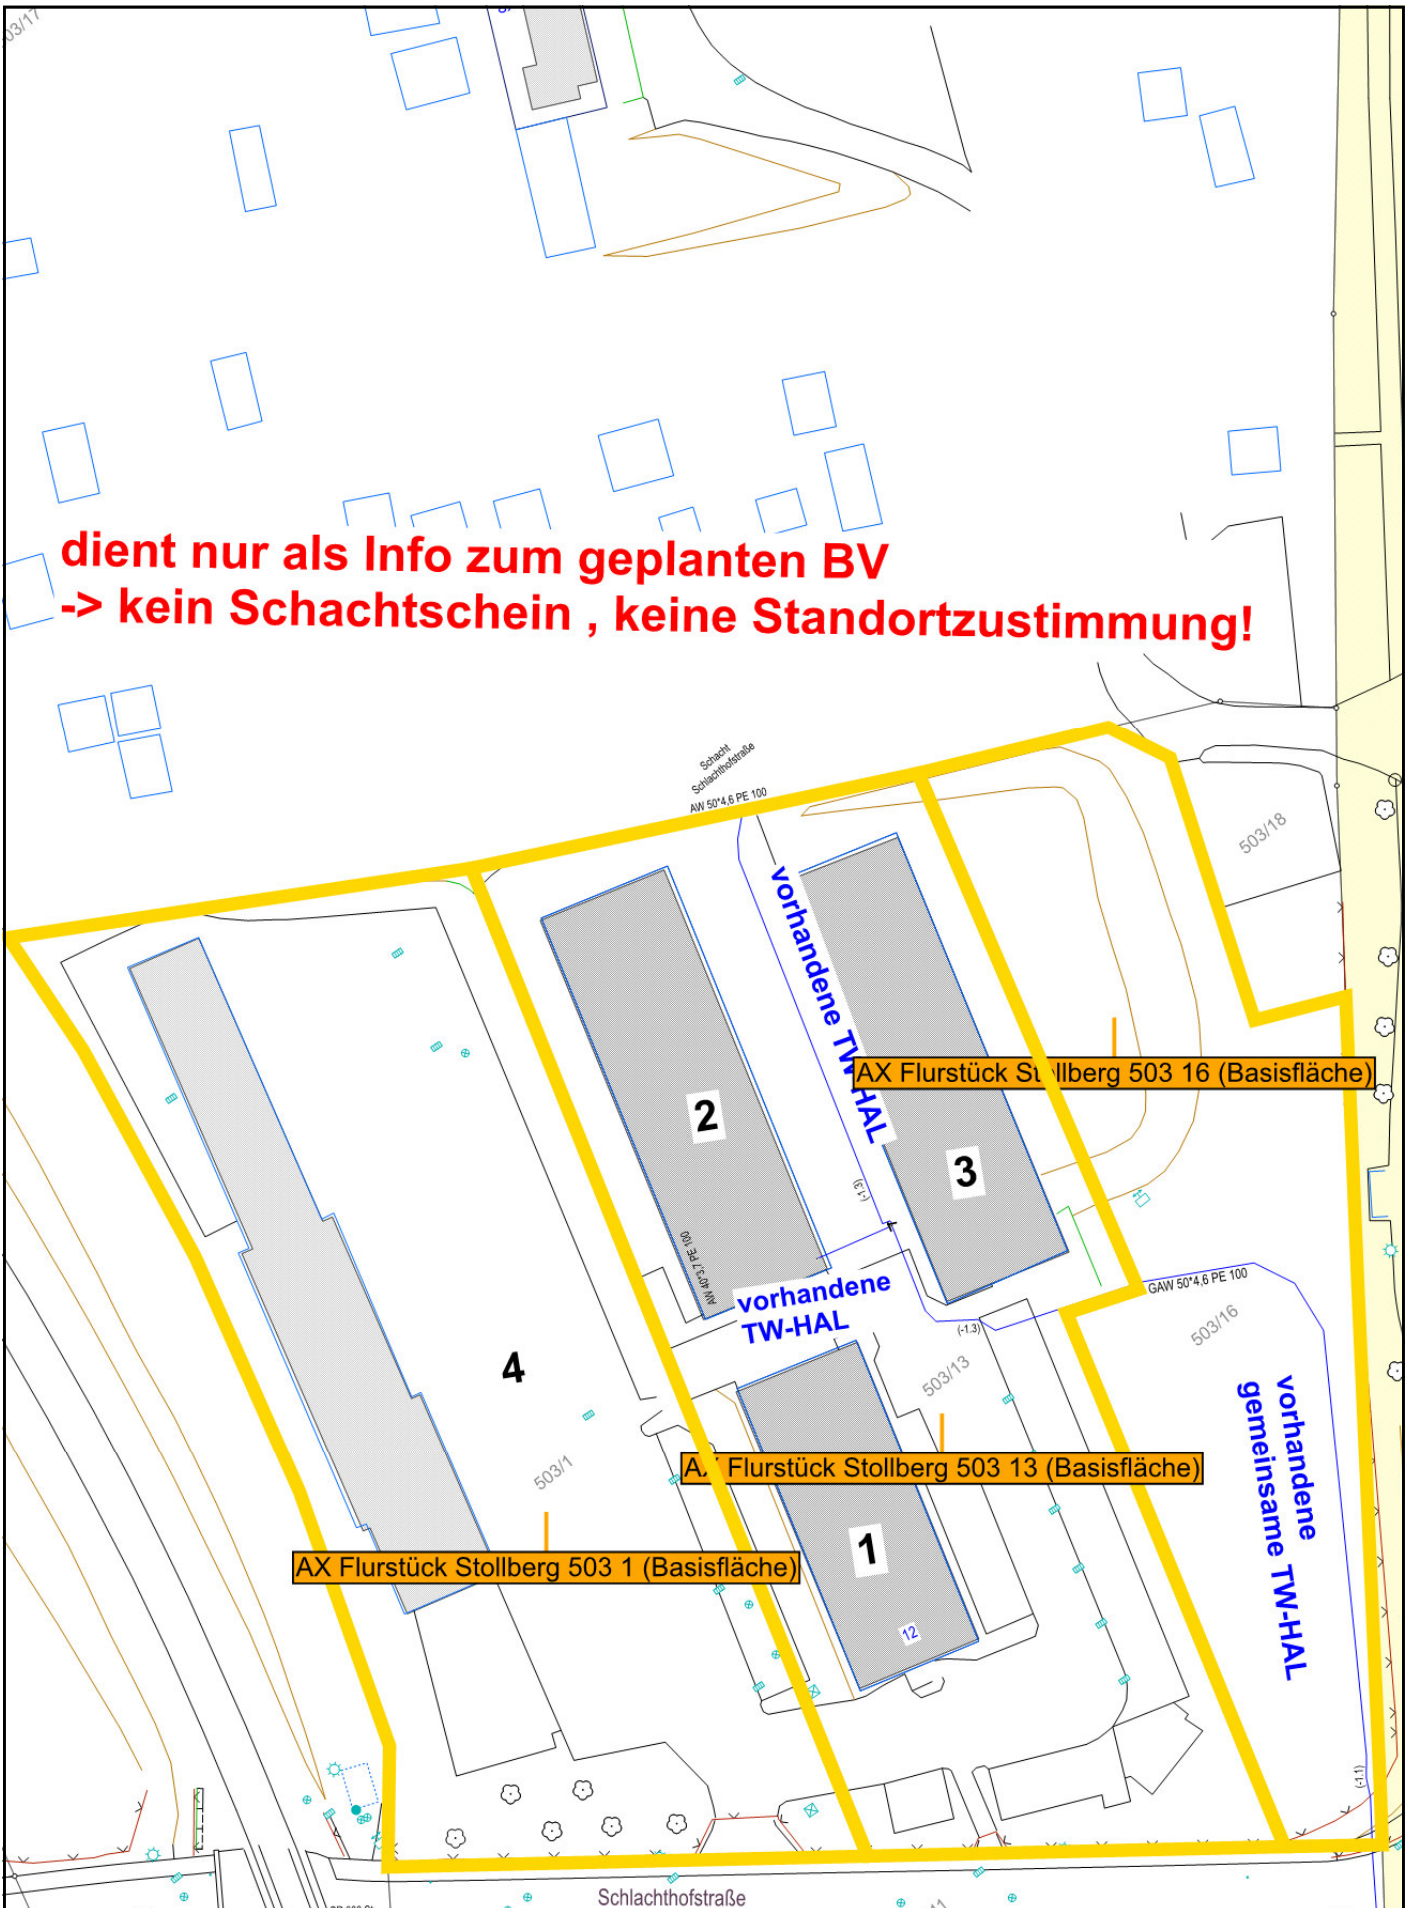 03/17
dient nur als Info zum geplanten BV
-> kein Schachtschein , keine Standortzustimmung!
Schacht
Schlachthofstraße
AW 50*4,6 PE 100
503/18
vorhandene TW-HAL
AX Flurstück Stollberg 503 16 (Basisfläche)
2
3
(-1.3)
AW 40*3,7 PE 100
vorhandene
TW-HAL
GAW 50*4,6 PE 100
(-1.3)
503/16
4
503/13
vorhandene
gemeinsame TW-HAL
AX Flurstück Stollberg 503 13 (Basisfläche)
503/1
1
AX Flurstück Stollberg 503 1 (Basisfläche)
12
(-1.1)
Schlachthofstraße